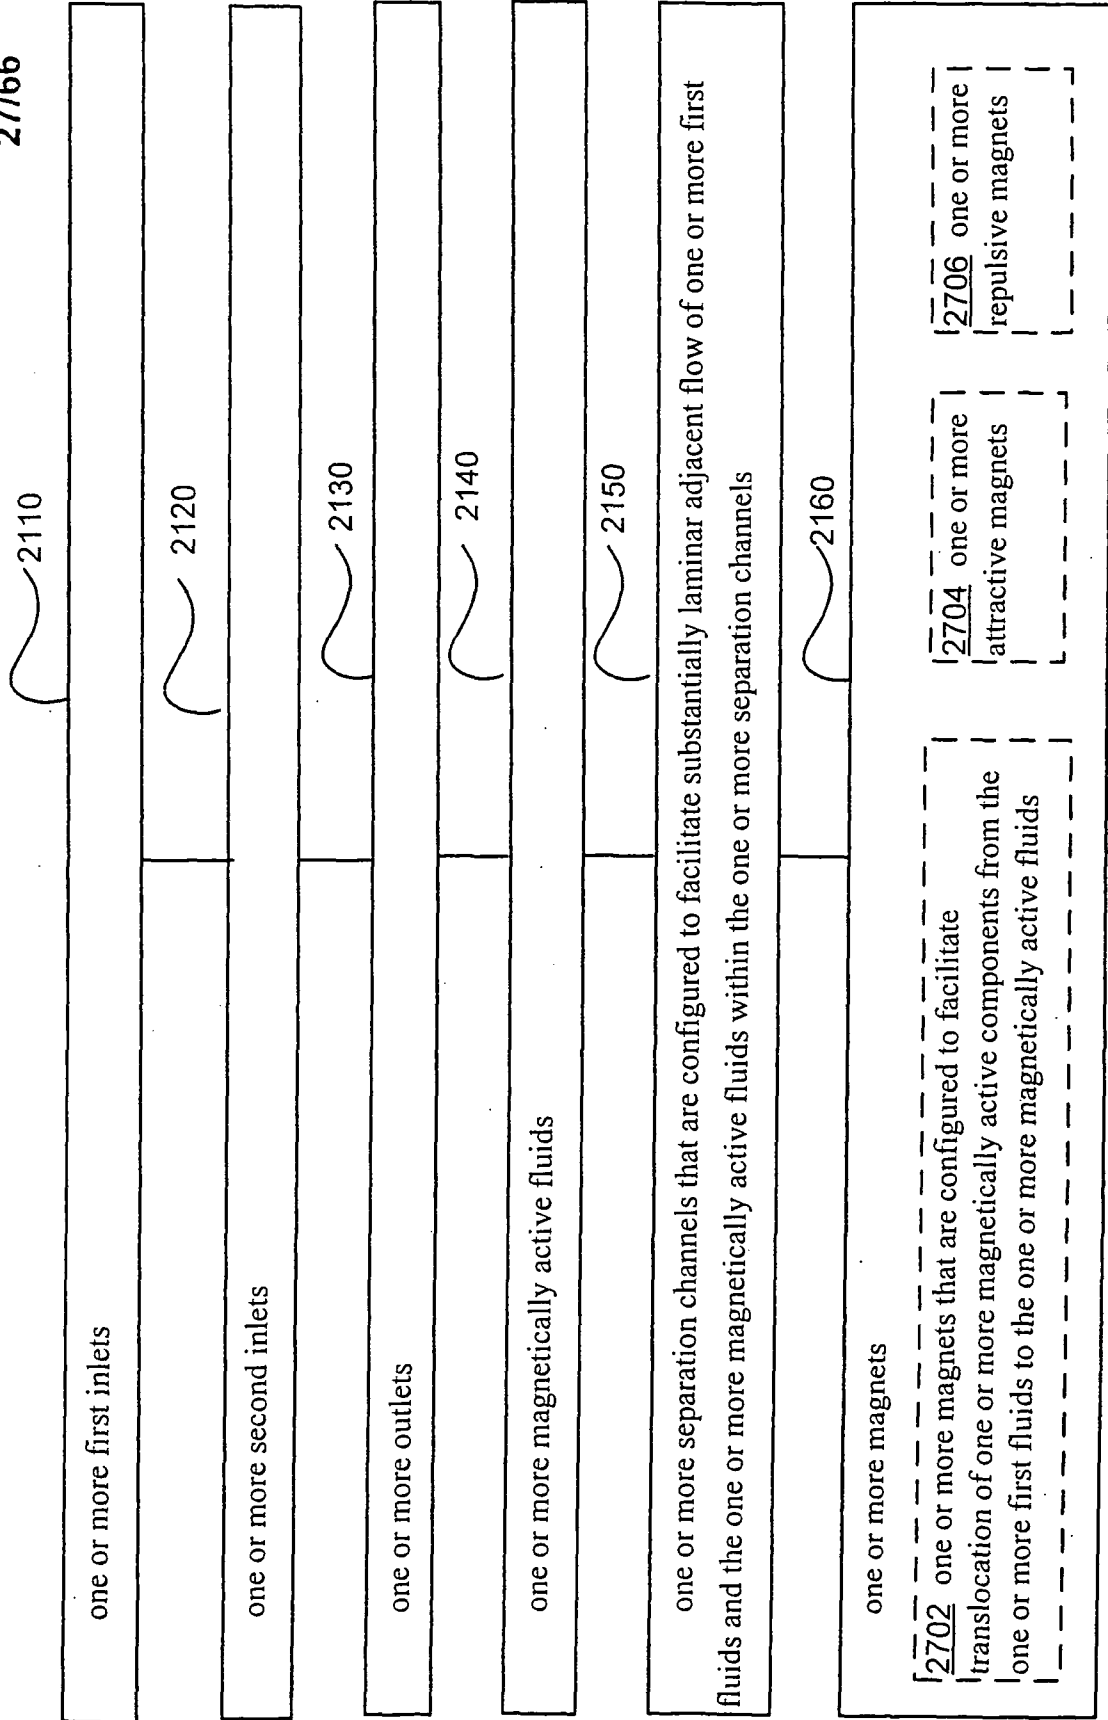 27/66
2110
one or more first inlets
2120
one or more second inlets
2130
one or more outlets
2140
one or more magnetically active fluids
2150
one or more separation channels that are configured to facilitate substantially laminar adjacent flow of one or more first
fluids and the one or more magnetically active fluids within the one or more separation channels
2160
one or more magnets
2702 one or more magnets that are configured to facilitate
translocation of one or more magnetically active components from the
one or more first fluids to the one or more magnetically active fluids
2704 one or more
attractive magnets
2706 one or more
repulsive magnets